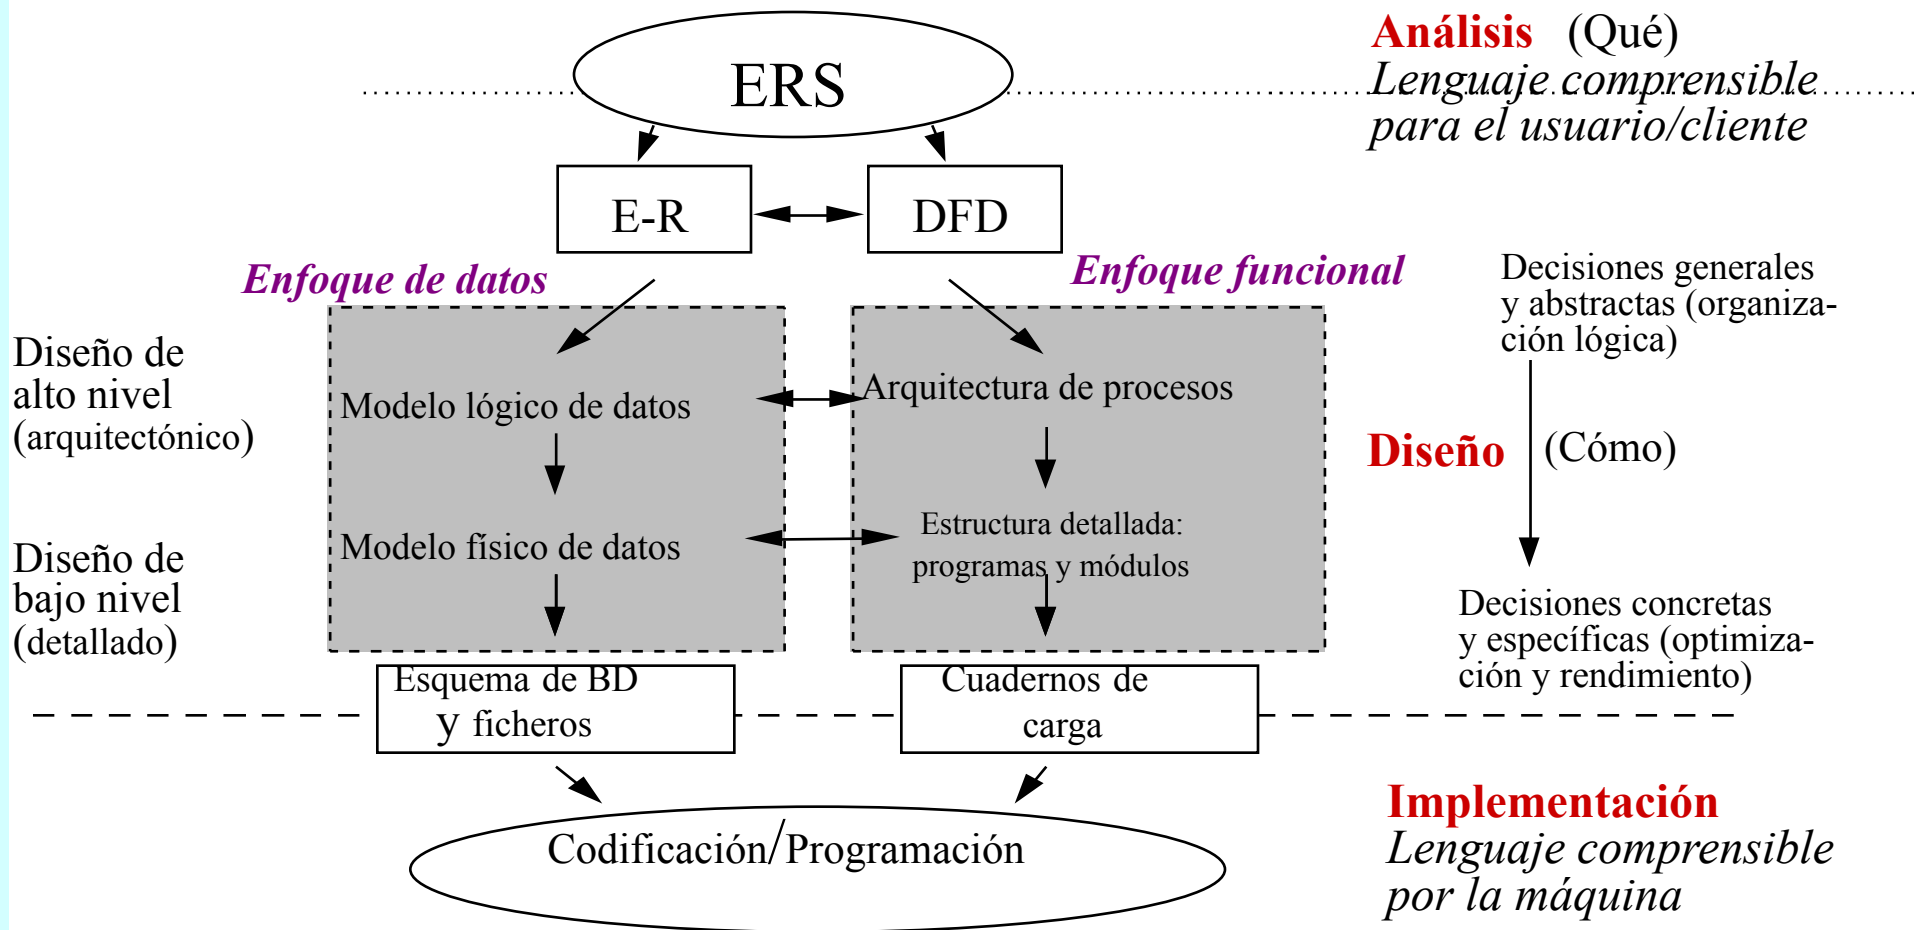 ERS
Análisis (Qué)
Lenguaje comprensible
para el usuario/cliente
E-R
DFD
Enfoque de datos
Enfoque funcional
Decisiones generales
y abstractas (organiza-
ción lógica)
Diseño de
alto nivel
(arquitectónico)
Modelo lógico de datos
Arquitectura de procesos
Diseño (Cómo)
Diseño de
bajo nivel
(detallado)
Modelo físico de datos
Estructura detallada:
programas y módulos
Decisiones concretas
y específicas (optimiza-
ción y rendimiento)
Esquema de BD
y ficheros
Cuadernos de
carga
Codificación/Programación
Implementación
Lenguaje comprensible
por la máquina